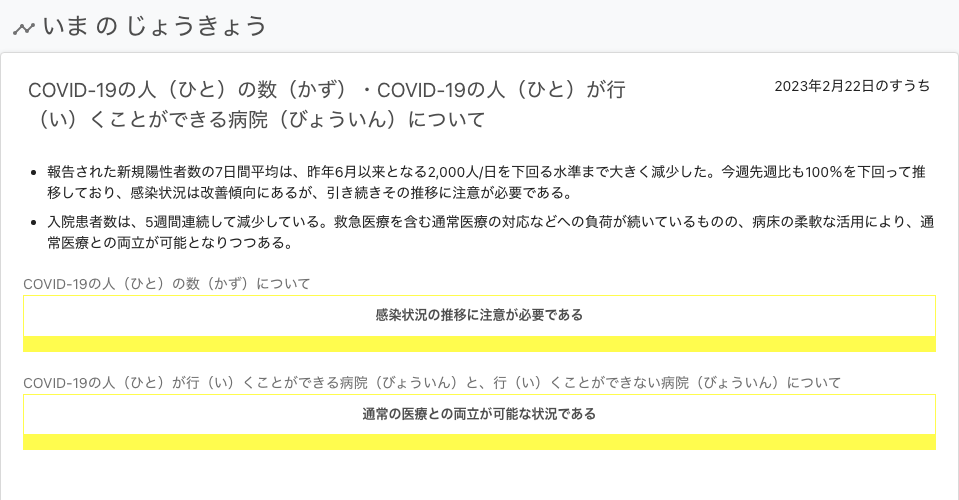 いま の じょうきょう
COVID-19の人（ひと）の数（かず）・COVID-19の人（ひと）が行
（い）くことができる病院（びょういん）について
2023年2月22日のすうち
• 報告された新規陽性者数の7日間平均は、昨年6月以来となる2,000人/日を下回る水準まで大きく減少した。今週先週比も100％を下回って推
移しており、感染状況は改善傾向にあるが、引き続きその推移に注意が必要である。
• 入院患者数は、5週間連続して減少している。救急医療を含む通常医療の対応などへの負荷が続いているものの、病床の柔軟な活用により、通
常医療との両立が可能となりつつある。
COVID-19の人（ひと）の数（かず）について
感染状況の推移に注意が必要である
COVID-19の人（ひと）が行（い）くことができる病院（びょういん）と、行（い）くことができない病院（びょういん）について
通常の医療との両立が可能な状況である